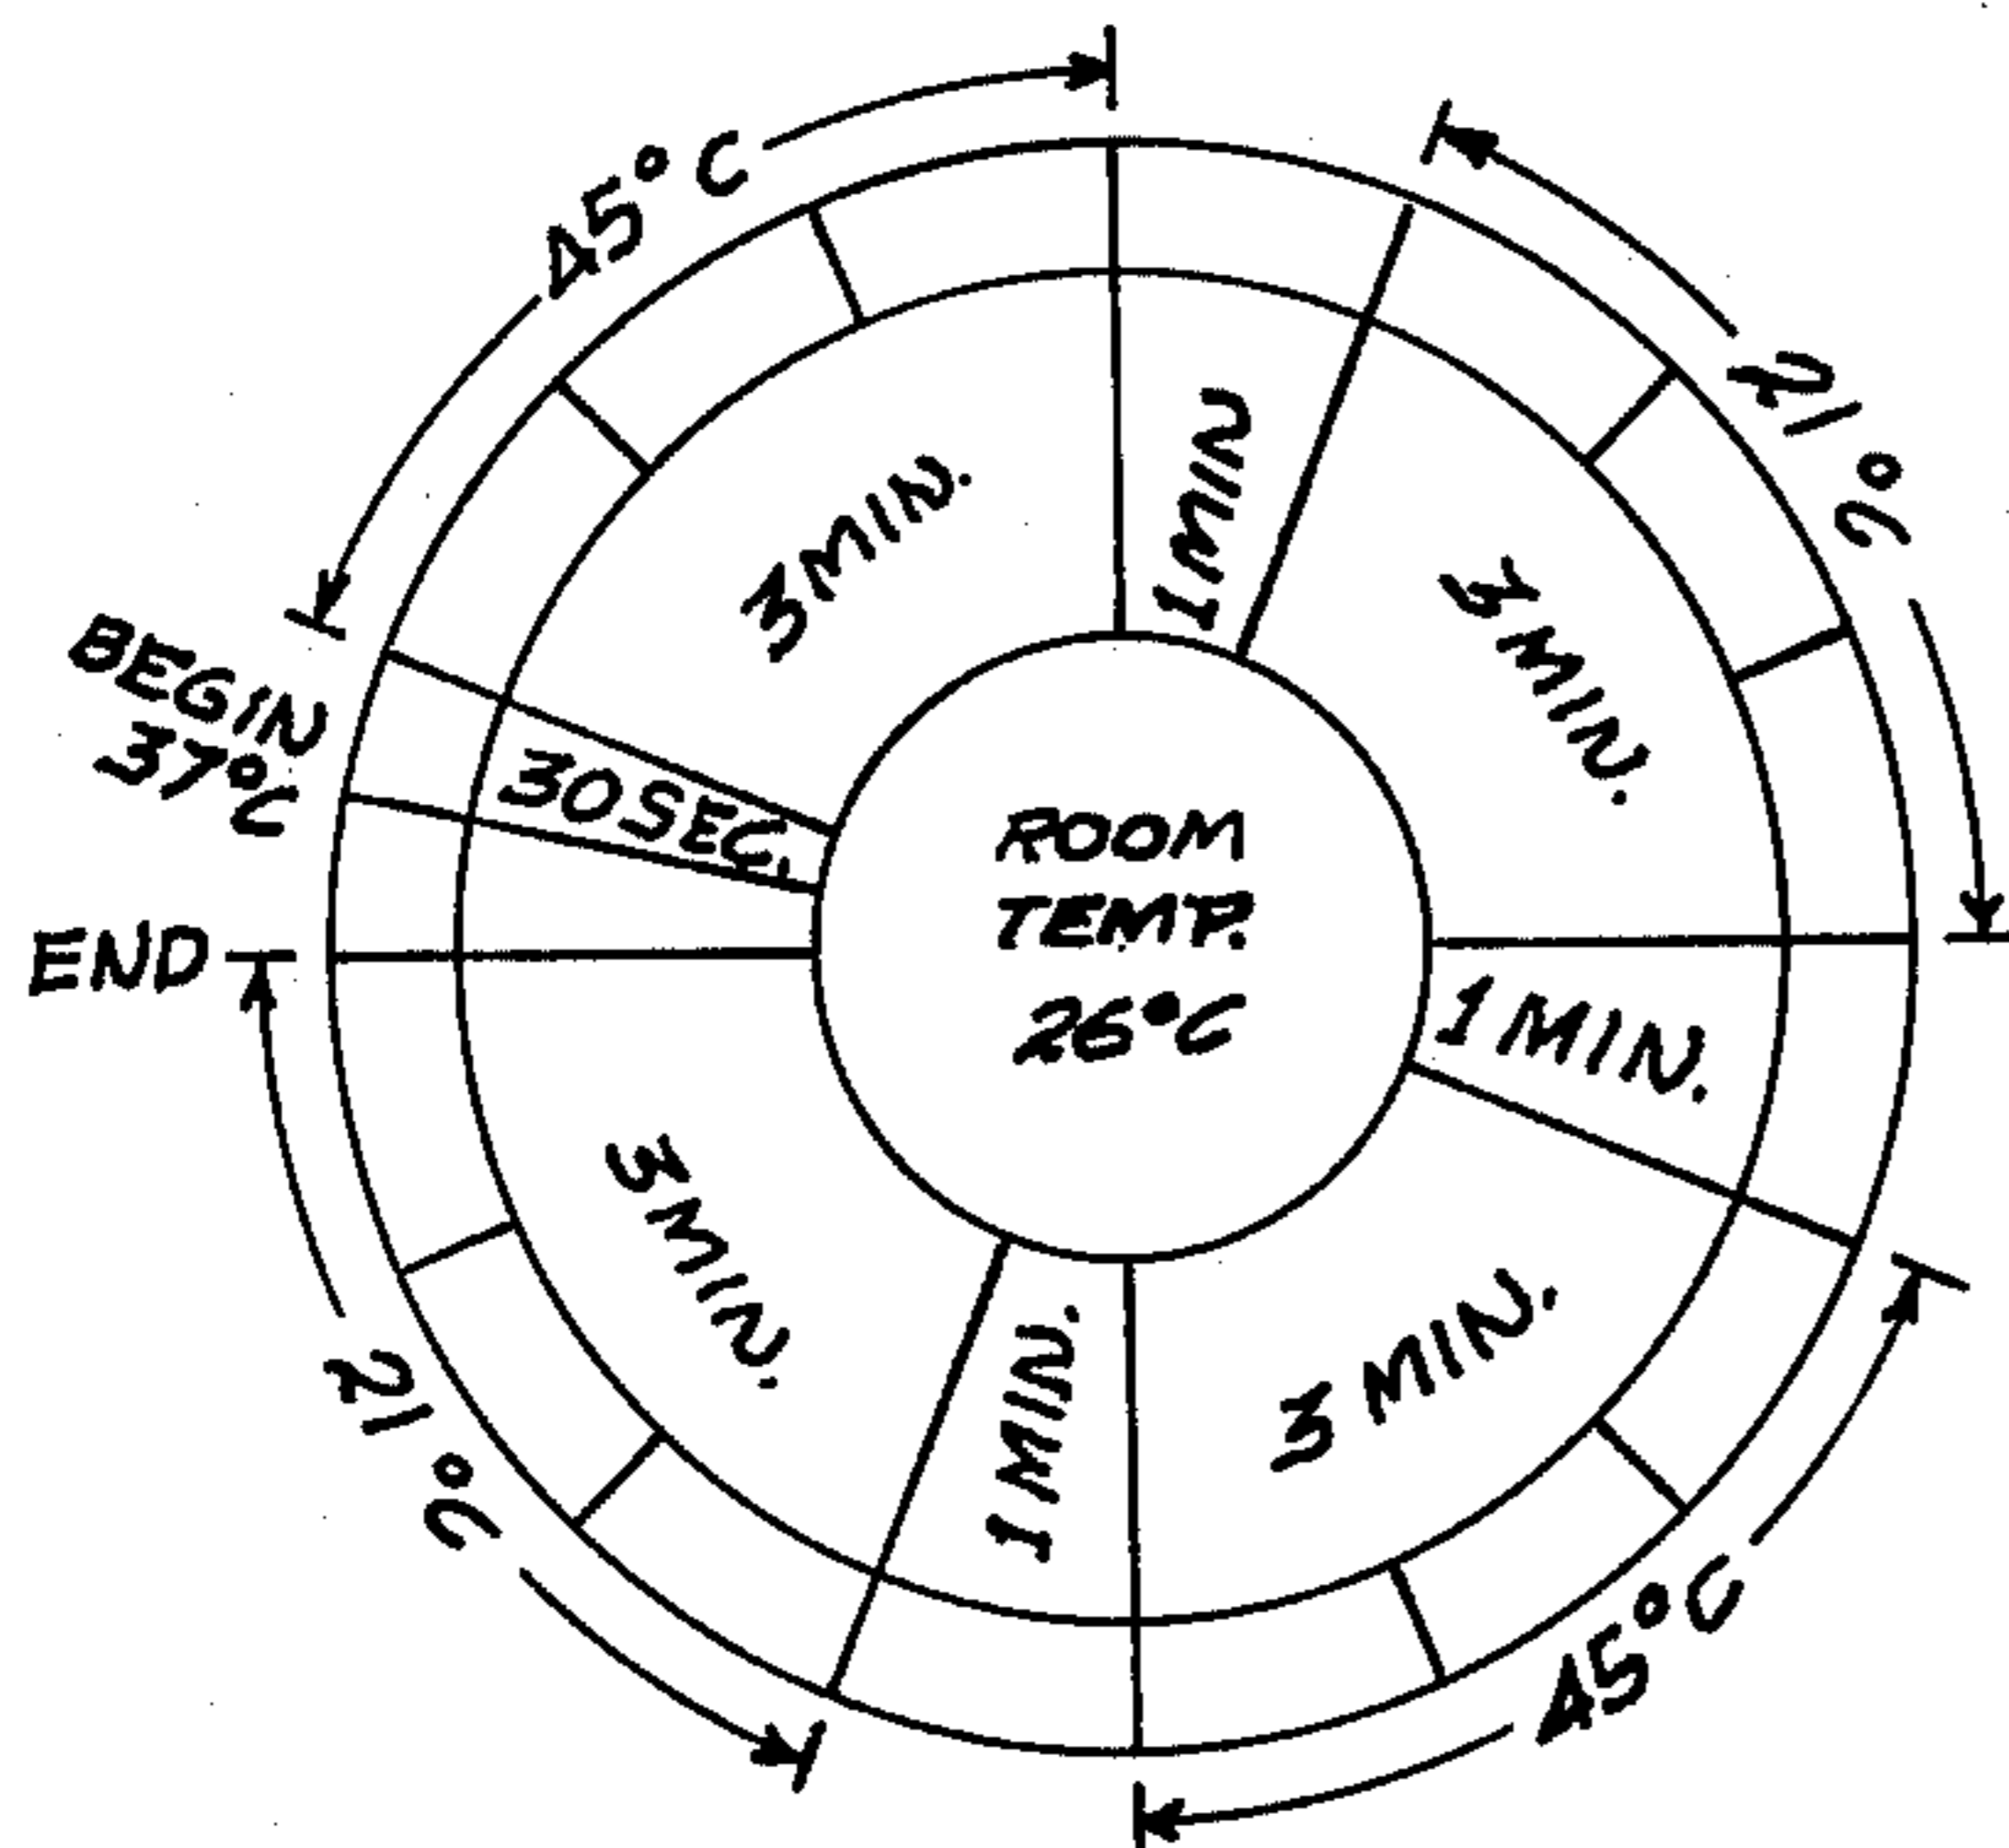 45°C
21°C
3 MIN.
1 MIN
3 MIN.
BEGIN
37°C
30 SEC.
ROOM
TEMP.
26°C
END
1 MIN.
3 MIN.
1 MIN.
3 MIN.
21°C
45°C